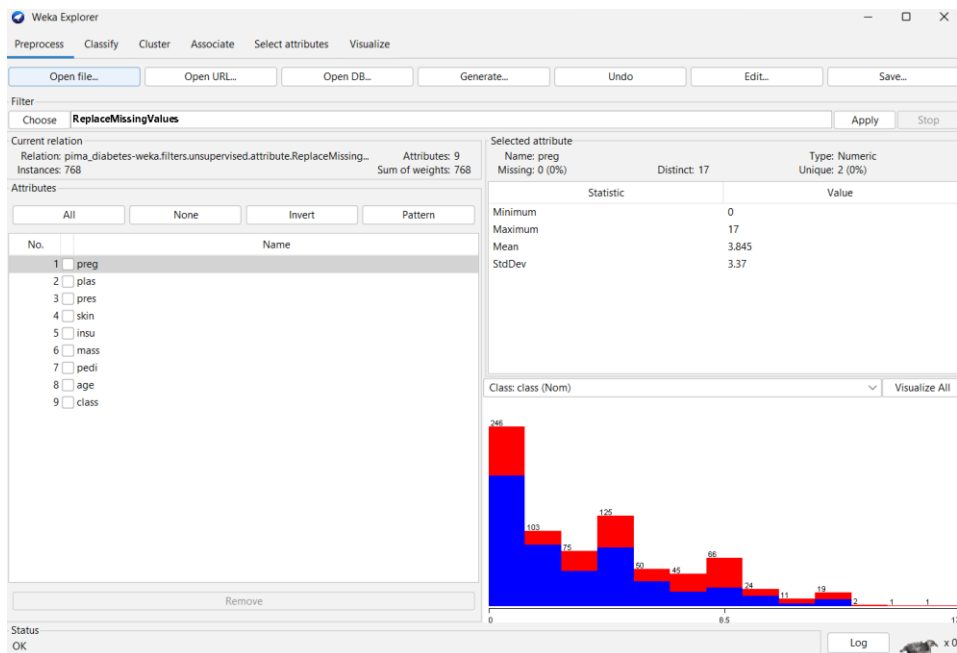 Weka Explorer
Preprocess Classify Cluster Associate Select attributes Visualize
Open file... Open URL... Open DB... Generate... Undo Edit... Save...
Filter
Choose ReplaceMissingValues Apply Stop
Current relation
Relation: pima_diabetes-weka.filters.unsupervised.attribute.ReplaceMissing... Attributes: 9
Instances: 768 Sum of weights: 768
Attributes
All None Invert Pattern
No. Name
1 preg
2 plas
3 pres
4 skin
5 insu
6 mass
7 pedi
8 age
9 class
Remove
Selected attribute
Name: preg Type: Numeric
Missing: 0 (0%) Distinct: 17 Unique: 2 (0%)
Statistic Value
Minimum 0
Maximum 17
Mean 3.845
StdDev 3.37
Class: class (Nom) Visualize All
246 103 75 125 50 45 66 24 11 19 2 1 1
0 8.5
Status
OK Log x 0